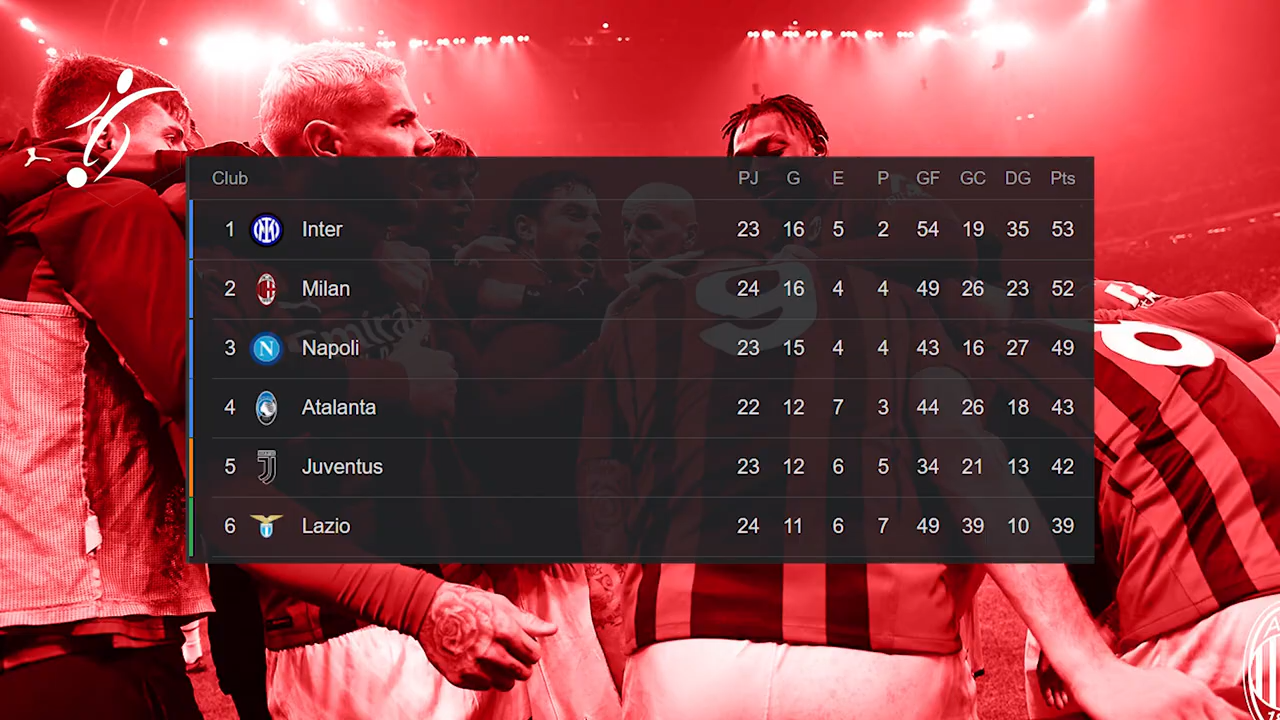 Club PJ G E P GF GC DG Pts
1 Inter 23 16 5 2 54 19 35 53
2 Milan 24 16 4 4 49 26 23 52
3 Napoli 23 15 4 4 43 16 27 49
4 Atalanta 22 12 7 3 44 26 18 43
5 Juventus 23 12 6 5 34 21 13 42
6 Lazio 24 11 6 7 49 39 10 39
9
9